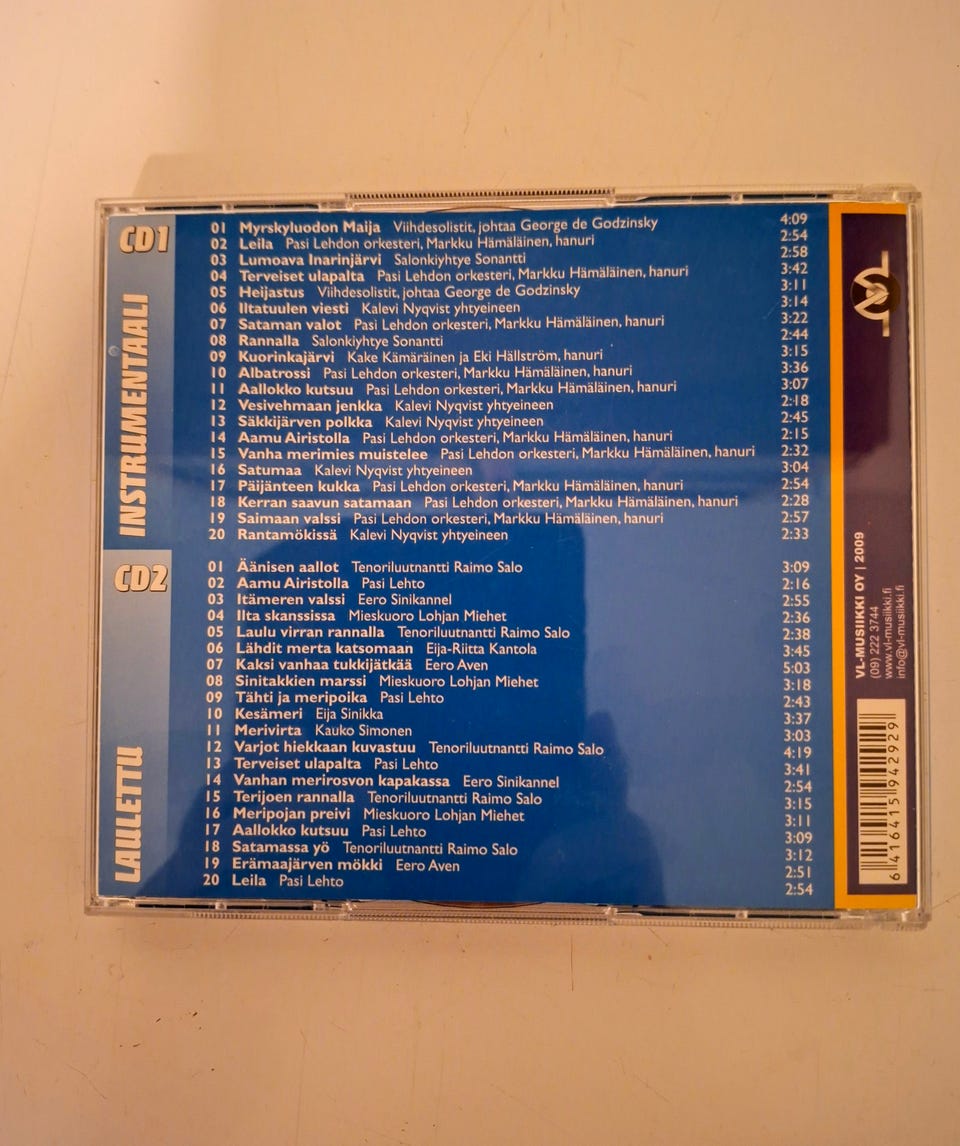 CD1
INSTRUMENTAALI
01 Myrskyluodon Maija Viihdesolistit, johtaa George de Godzinsky 4:09
02 Leila Pasi Lehdon orkesteri, Markku Hämäläinen, hanuri 2:54
03 Lumoava Inarinjärvi Salonkiyhtye Sonantti 2:58
04 Terveiset ulapalta Pasi Lehdon orkesteri, Markku Hämäläinen, hanuri 3:42
05 Heijastus Viihdesolistit, johtaa George de Godzinsky 3:11
06 Iltatuulen viesti Kalevi Nyqvist yhtyeineen 3:14
07 Sataman valot Pasi Lehdon orkesteri, Markku Hämäläinen, hanuri 3:22
08 Rannalla Salonkiyhtye Sonantti 2:44
09 Kuorinkajärvi Kake Kämäräinen ja Eki Hällström, hanuri 3:15
10 Albatrossi Pasi Lehdon orkesteri, Markku Hämäläinen, hanuri 3:36
11 Aallokko kutsuu Pasi Lehdon orkesteri, Markku Hämäläinen, hanuri 3:07
12 Vesivehmaan jenkka Kalevi Nyqvist yhtyeineen 2:18
13 Säkkijärven polkka Kalevi Nyqvist yhtyeineen 2:45
14 Aamu Airistolla Pasi Lehdon orkesteri, Markku Hämäläinen, hanuri 2:15
15 Vanha merimies muistelee Pasi Lehdon orkesteri, Markku Hämäläinen, hanuri 2:32
16 Satumaa Kalevi Nyqvist yhtyeineen 3:04
17 Päijänteen kukka Pasi Lehdon orkesteri, Markku Hämäläinen, hanuri 2:54
18 Kerran saavun satamaan Pasi Lehdon orkesteri, Markku Hämäläinen, hanuri 2:28
19 Saimaan valssi Pasi Lehdon orkesteri, Markku Hämäläinen, hanuri 2:57
20 Rantamökissä Kalevi Nyqvist yhtyeineen 2:33
CD2
LAULETTU
01 Äänisen aallot Tenoriluutnantti Raimo Salo 3:09
02 Aamu Airistolla Pasi Lehto 2:16
03 Itämeren valssi Eero Sinikannel 2:55
04 Ilta skanssissa Mieskuoro Lohjan Miehet 2:36
05 Laulu virran rannalla Tenoriluutnantti Raimo Salo 2:38
06 Lähdit merta katsomaan Eija-Riitta Kantola 3:45
07 Kaksi vanhaa tukkijätkää Eero Aven 5:03
08 Sinitakkien marssi Mieskuoro Lohjan Miehet 3:18
09 Tähti ja meripoika Pasi Lehto 2:43
10 Kesämeri Eija Sinikka 3:37
11 Merivirta Kauko Simonen 3:03
12 Varjot hiekkaan kuvastuu Tenoriluutnantti Raimo Salo 4:19
13 Terveiset ulapalta Pasi Lehto 3:41
14 Vanhan merirosvon kapakassa Eero Sinikannel 2:54
15 Terijoen rannalla Tenoriluutnantti Raimo Salo 3:15
16 Meripojan preivi Mieskuoro Lohjan Miehet 3:11
17 Aallokko kutsuu Pasi Lehto 3:09
18 Satamassa yö Tenoriluutnantti Raimo Salo 3:12
19 Erämaajärven mökki Eero Aven 2:51
20 Leila Pasi Lehto 2:54
VL-MUSIIKKI OY | 2009
(09) 222 3744
www.vl-musiikki.fi
info@vl-musiikki.fi
6 416415 942929